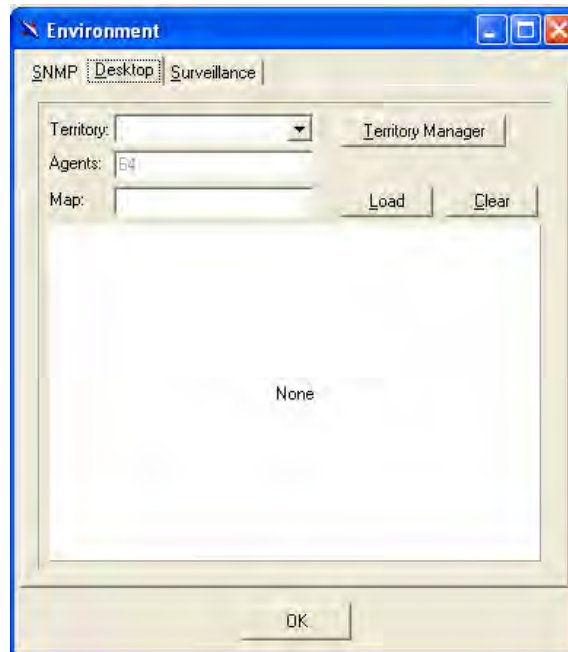 Environment
SNMP Desktop Surveillance
Territory: Territory Manager
Agents: 64
Map: Load Clear
None
OK